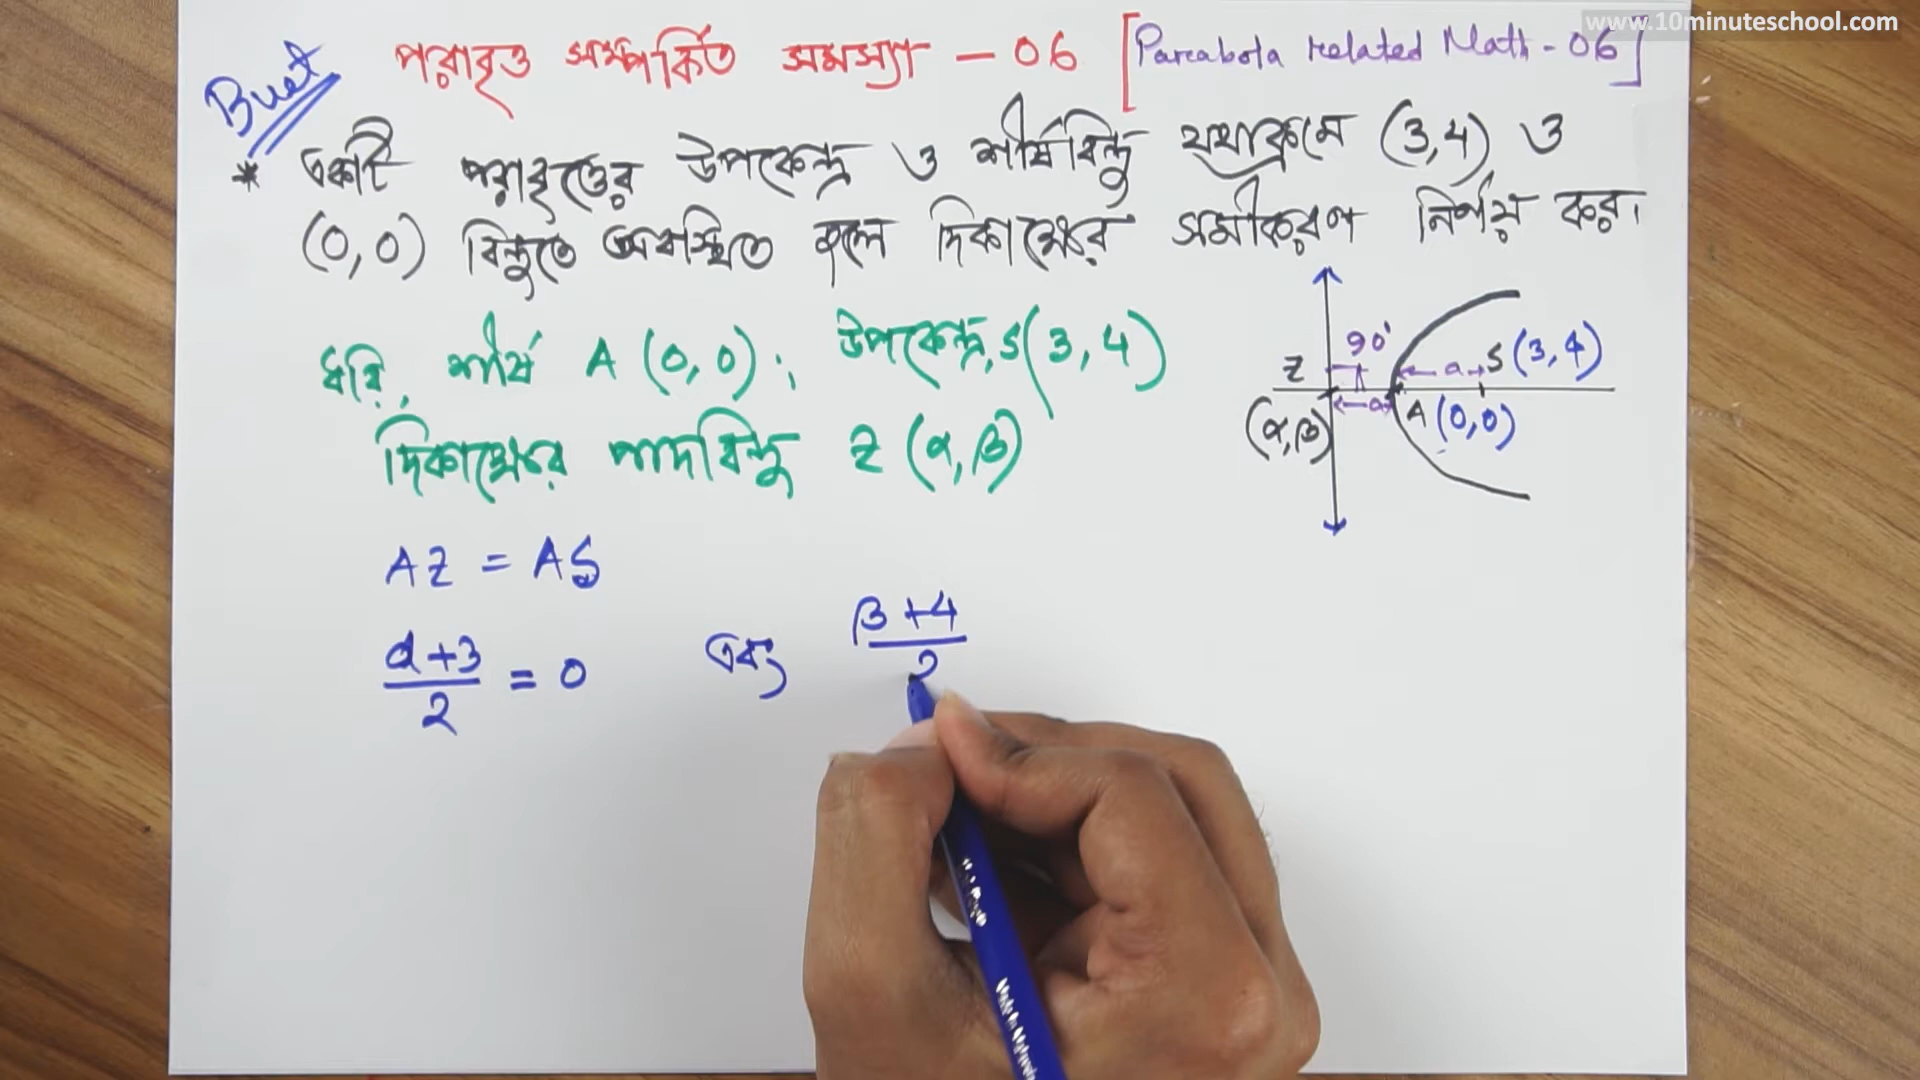 www.10minuteschool.com
Buet
পরাবৃত্ত সম্পর্কিত সমস্যা - 06 [Parabola related Math - 06]
* একটি পরাবৃত্তের উপকেন্দ্র ও শীর্ষবিন্দু যথাক্রমে (3,4) ও
(0,0) বিন্দুতে অবস্থিত হলে দিকাক্ষের সমীকরণ নির্ণয় কর।
ধরি, শীর্ষ A (0,0); উপকেন্দ্র, S(3,4)
দিকাক্ষের পাদবিন্দু Z (α,β)
90°
Z a S (3,4)
(α,β) a A (0,0)
AZ = AS
(α+3)/2 = 0 এবং (β+4)/2